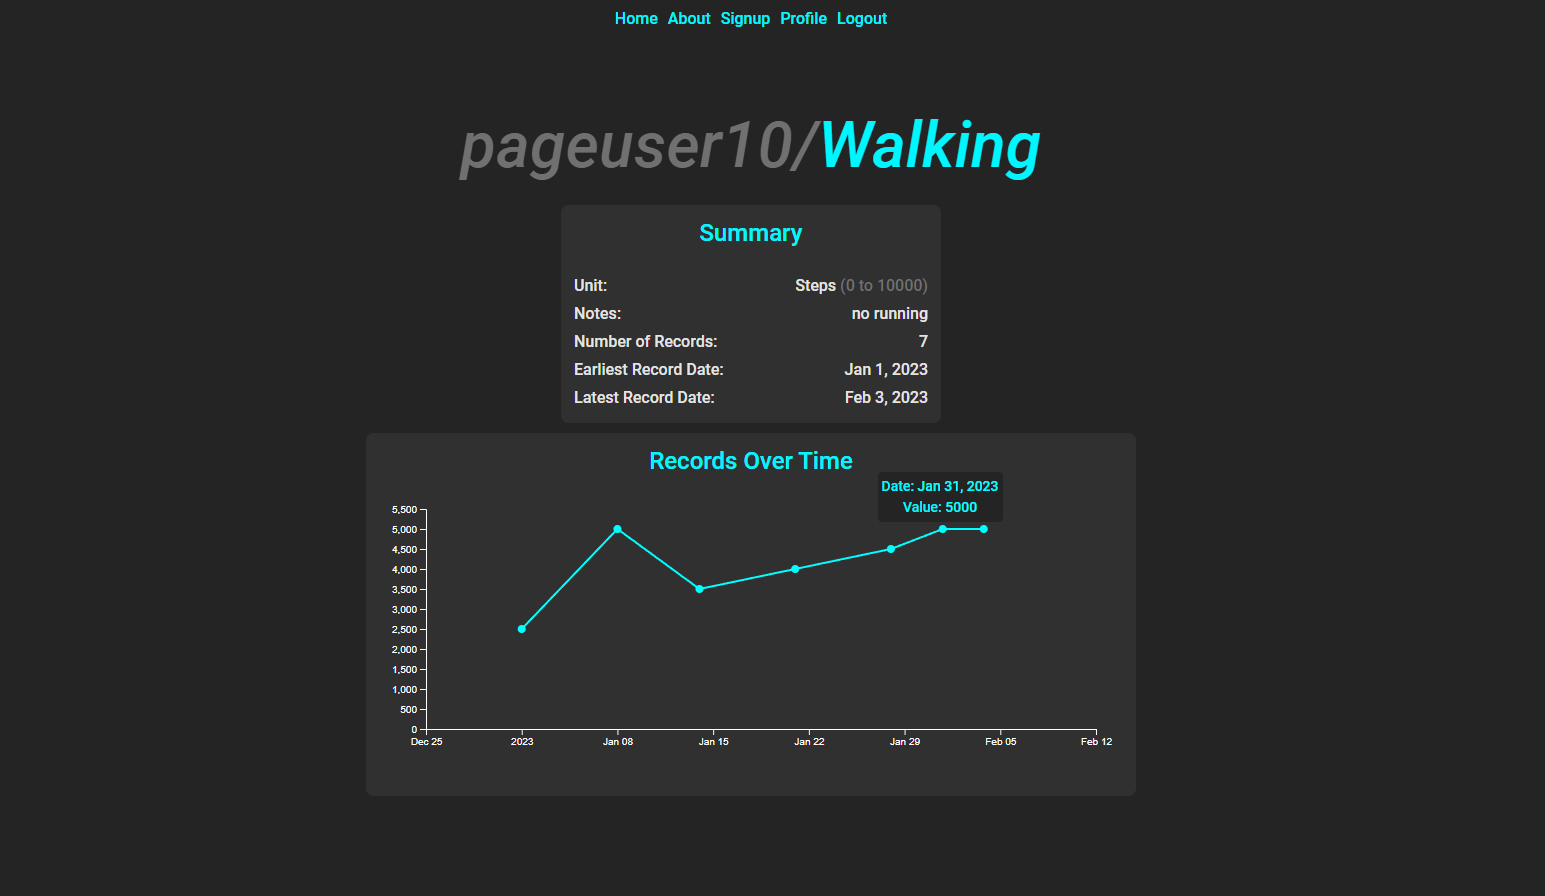 Home About Signup Profile Logout
pageuser10/Walking
Summary
Unit: Steps (0 to 10000)
Notes: no running
Number of Records: 7
Earliest Record Date: Jan 1, 2023
Latest Record Date: Feb 3, 2023
Records Over Time
Date: Jan 31, 2023
Value: 5000
5,500
5,000
4,500
4,000
3,500
3,000
2,500
2,000
1,500
1,000
500
0
Dec 25 2023 Jan 08 Jan 15 Jan 22 Jan 29 Feb 05 Feb 12